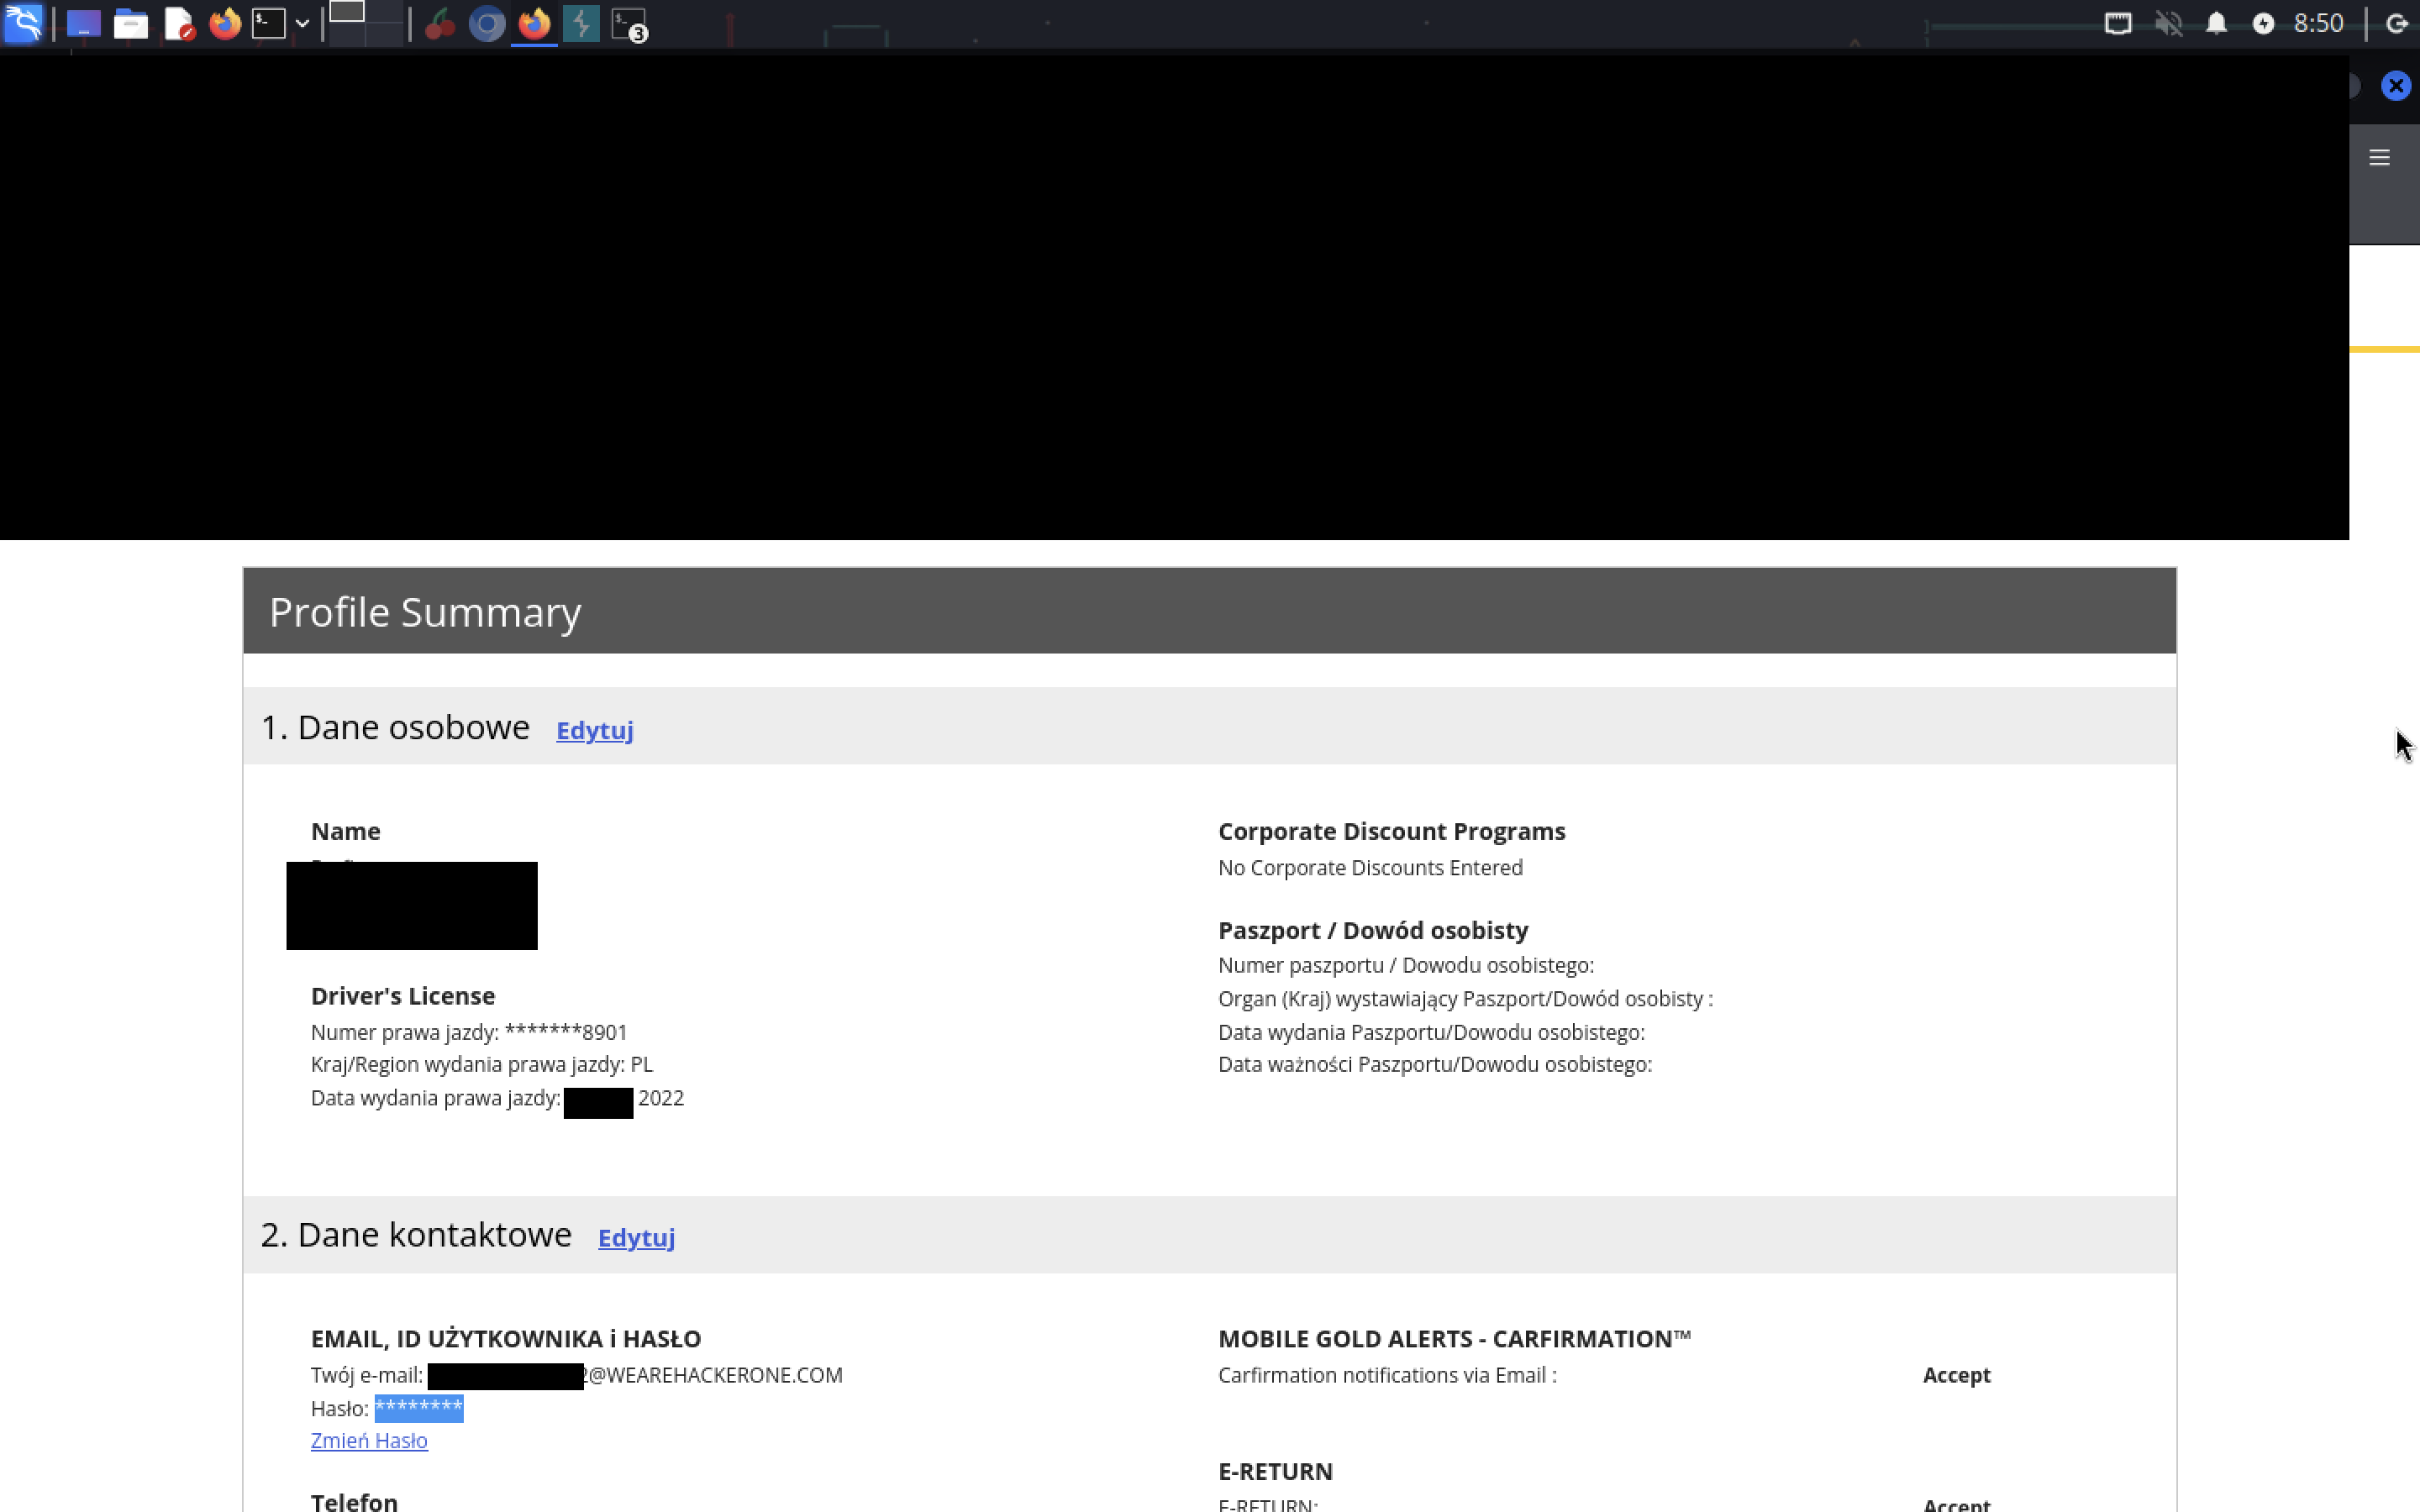 3
8:50
Profile Summary
1. Dane osobowe Edytuj
Name
Driver's License
Numer prawa jazdy: *******8901
Kraj/Region wydania prawa jazdy: PL
Data wydania prawa jazdy: 2022
Corporate Discount Programs
No Corporate Discounts Entered
Paszport / Dowód osobisty
Numer paszportu / Dowodu osobistego:
Organ (Kraj) wystawiający Paszport/Dowód osobisty :
Data wydania Paszportu/Dowodu osobistego:
Data ważności Paszportu/Dowodu osobistego:
2. Dane kontaktowe Edytuj
EMAIL, ID UŻYTKOWNIKA i HASŁO
Twój e-mail: 2@WEAREHACKERONE.COM
Hasło: ********
Zmień Hasło
Telefon
MOBILE GOLD ALERTS - CARFIRMATION™
Carfirmation notifications via Email : Accept
E-RETURN
E-RETURN: Accept